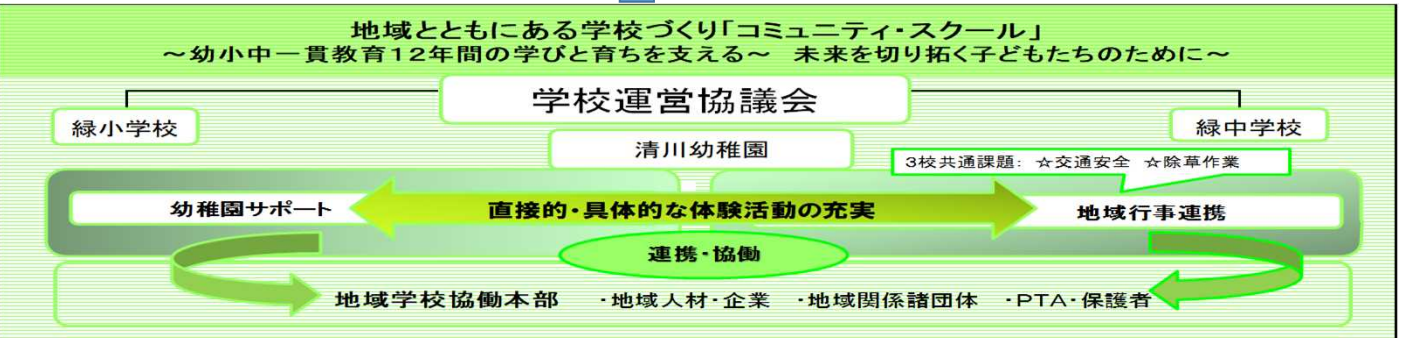 地域とともにある学校づくり「コミュニティ・スクール」
～幼小中一貫教育12年間の学びと育ちを支える～　未来を切り拓く子どもたちのために～
学校運営協議会
緑小学校
緑中学校
清川幼稚園
3校共通課題：☆交通安全 ☆除草作業
幼稚園サポート
直接的・具体的な体験活動の充実
地域行事連携
連携・協働
地域学校協働本部　・地域人材・企業　・地域関係諸団体　・PTA・保護者